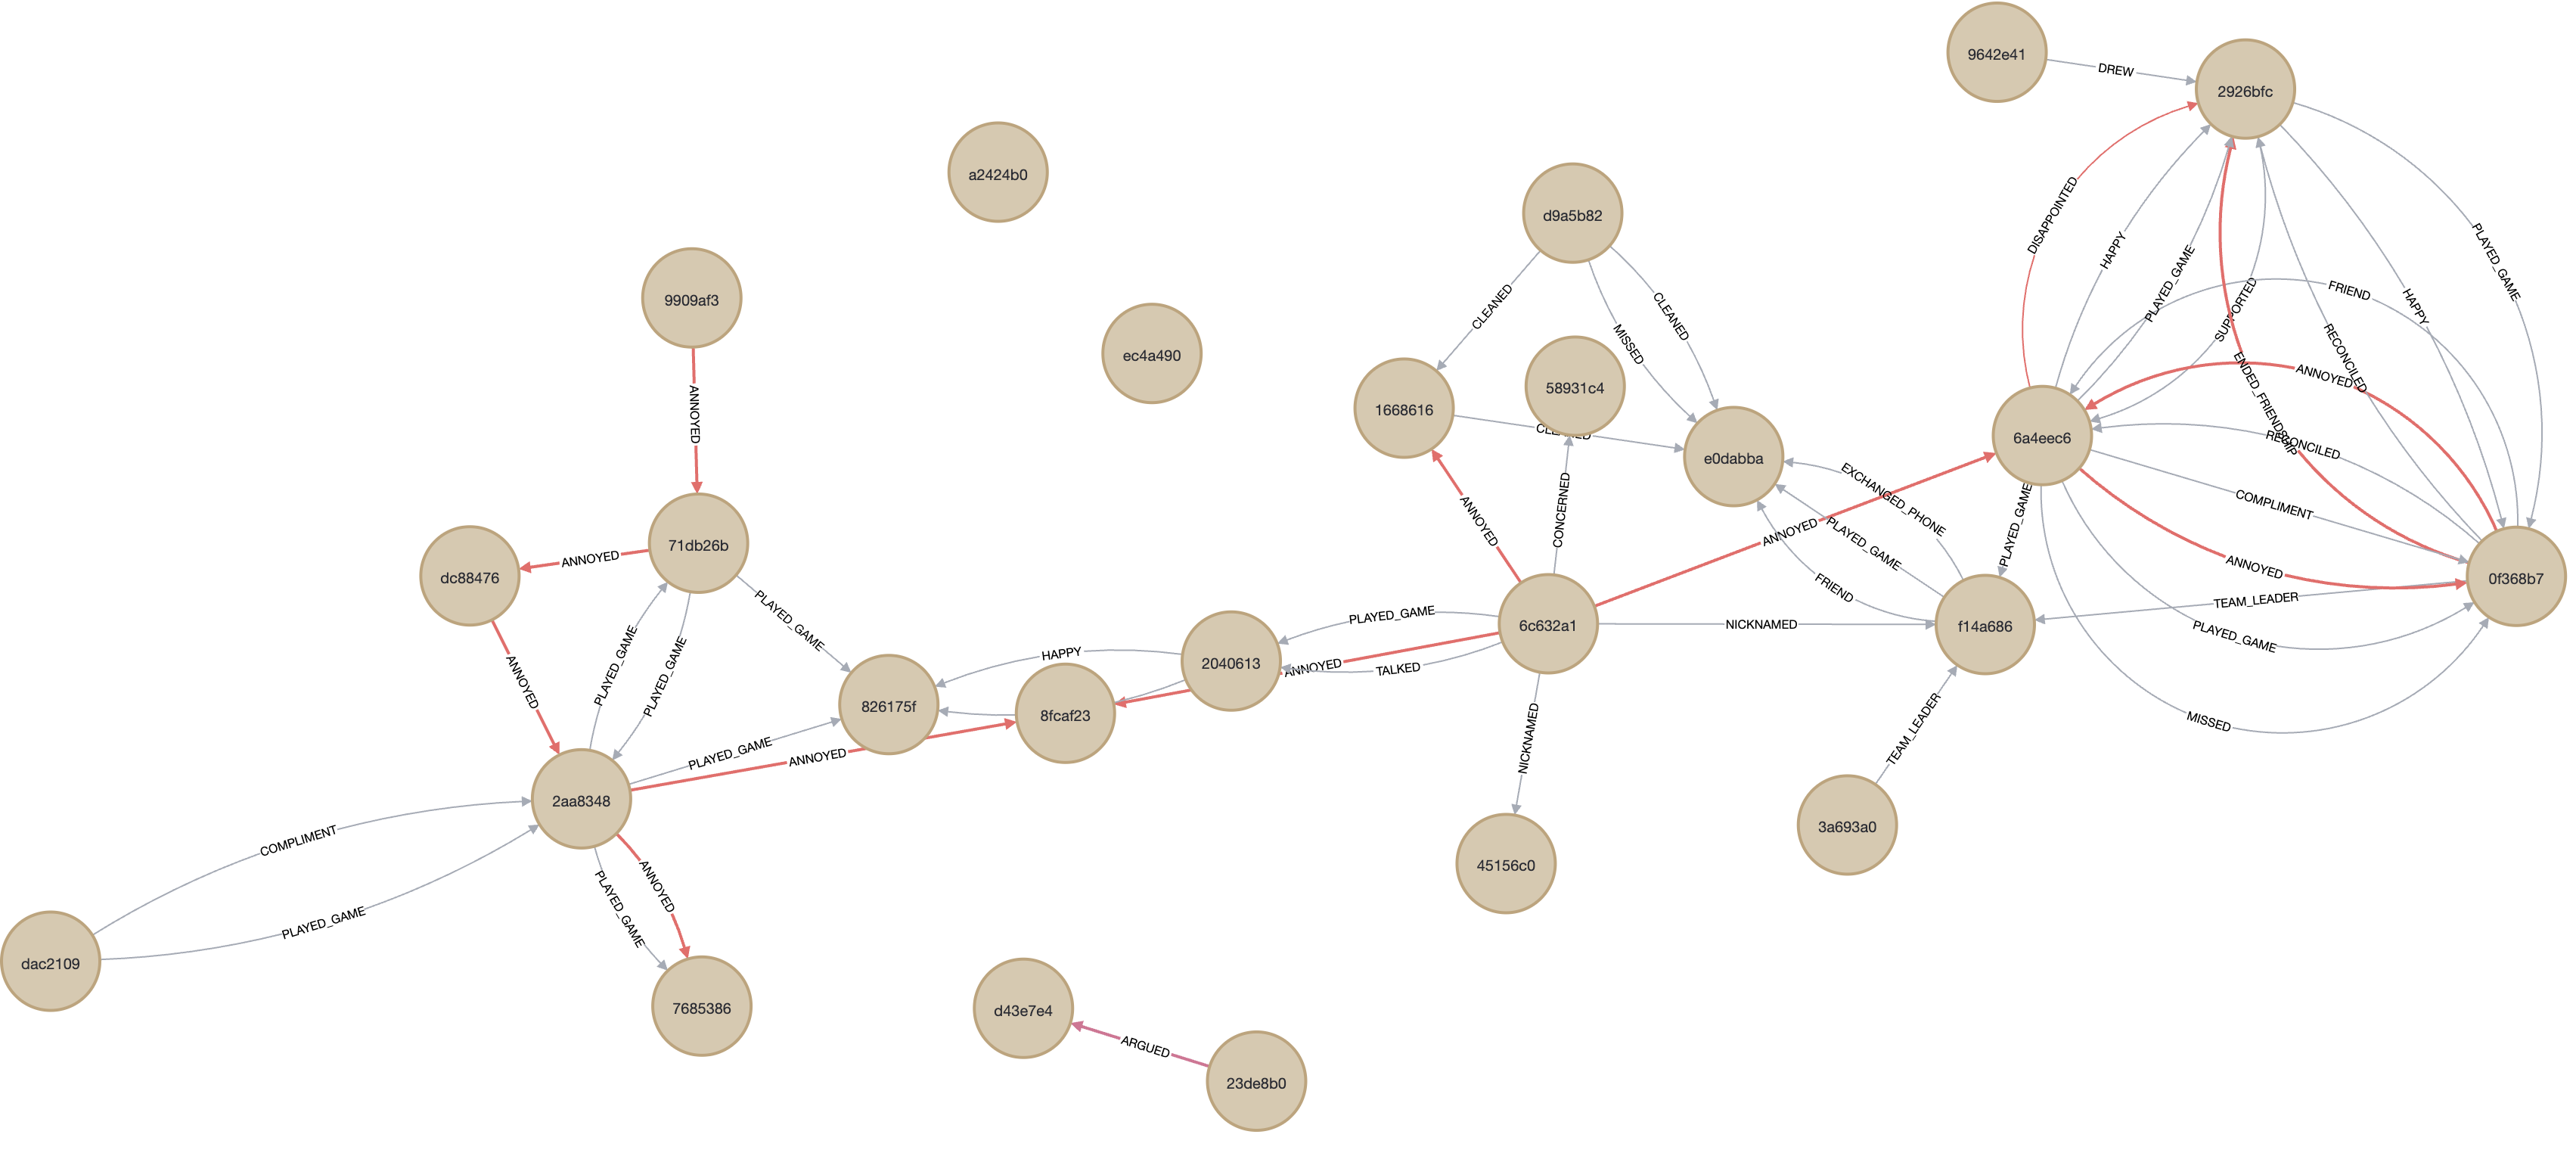 9642e41
DREW
2926bfc
a2424b0
DISAPPOINTED
d9a5b82
HAPPY
PLAYED_GAME
PLAYED_GAME
SUPPORTED
FRIEND
HAPPY
9909af3
CLEANED
CLEANED
MISSED
RECONCILED
ec4a490
58931c4
ENDED_FRIENDSHIP
ANNOYED
1668616
ANNOYED
CLEANED
6a4eec6
RECONCILED
e0dabba
EXCHANGED_PHONE
COMPLIMENT
ANNOYED
CONCERNED
ANNOYED
PLAYED_GAME
PLAYED_GAME
71db26b
ANNOYED
dc88476
ANNOYED
0f368b7
FRIEND
TEAM_LEADER
PLAYED_GAME
PLAYED_GAME
6c632a1
NICKNAMED
f14a686
PLAYED_GAME
HAPPY
2040613
ANNOYED
TALKED
ANNOYED
PLAYED_GAME
PLAYED_GAME
826175f
8fcaf23
MISSED
NICKNAMED
TEAM_LEADER
PLAYED_GAME
ANNOYED
2aa8348
3a693a0
COMPLIMENT
45156c0
ANNOYED
PLAYED_GAME
PLAYED_GAME
dac2109
7685386
d43e7e4
ARGUED
23de8b0